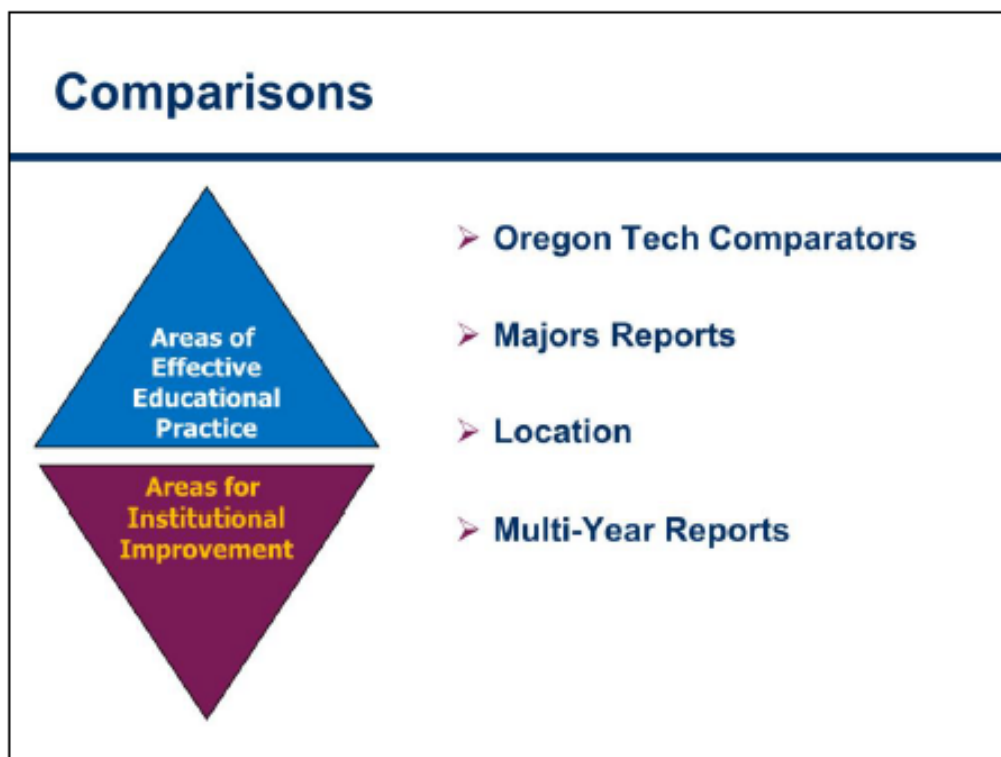 Comparisons
Areas of
Effective
Educational
Practice
Areas for
Institutional
Improvement
Oregon Tech Comparators
Majors Reports
Location
Multi-Year Reports